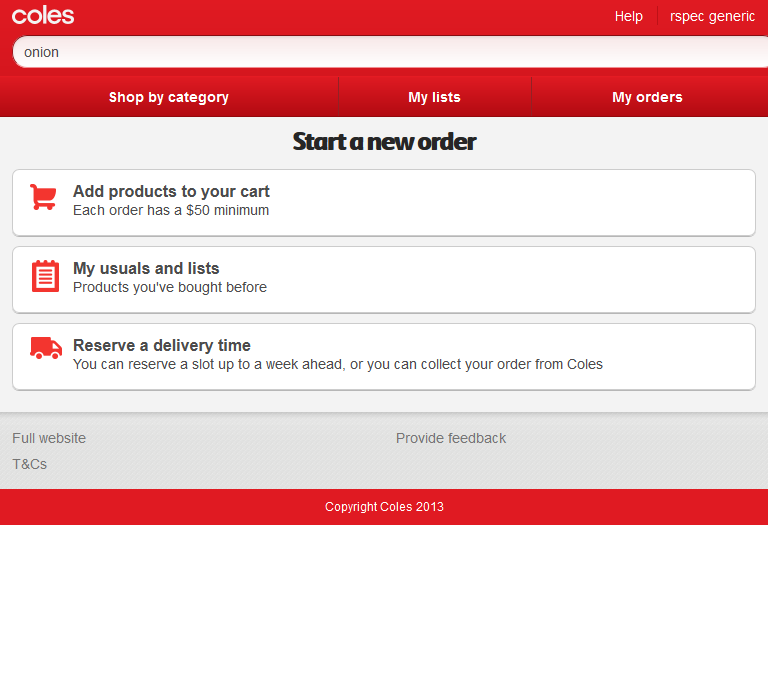 coles
Help
rspec generic
onion
Shop by category
My lists
My orders
Start a new order
Add products to your cart
Each order has a $50 minimum
My usuals and lists
Products you've bought before
Reserve a delivery time
You can reserve a slot up to a week ahead, or you can collect your order from Coles
Full website
Provide feedback
T&Cs
Copyright Coles 2013